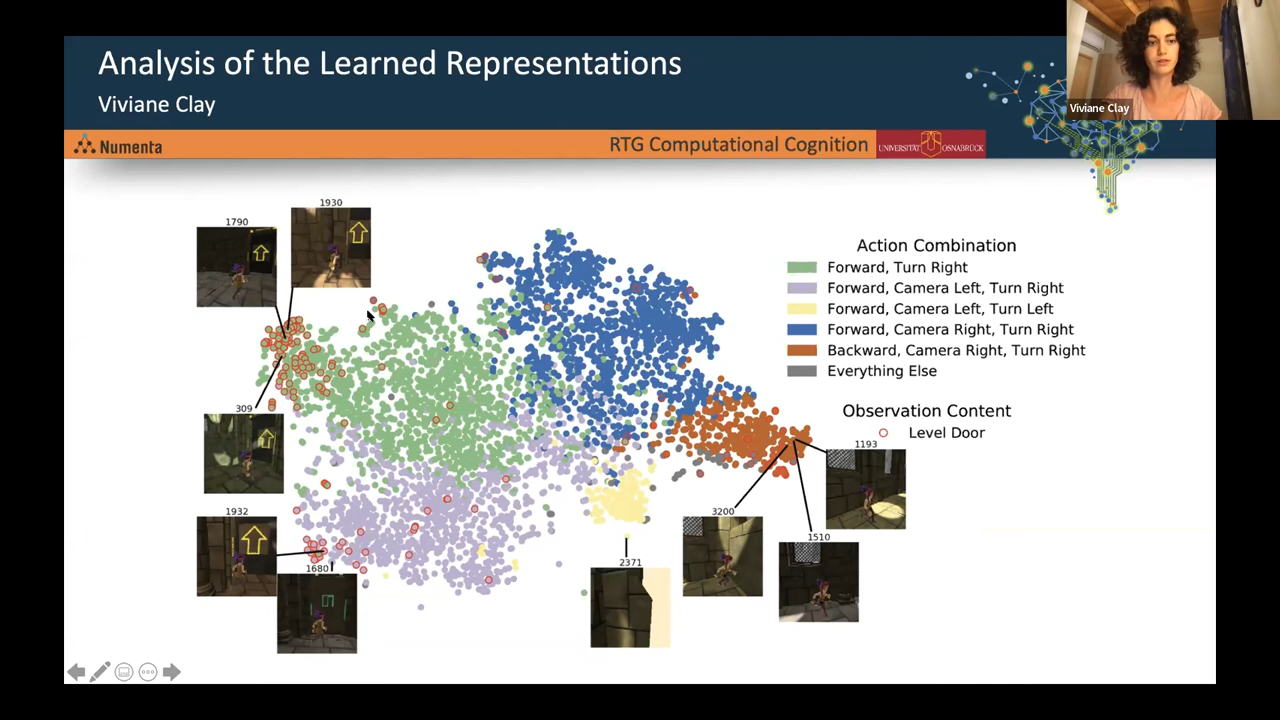 Analysis of the Learned Representations
Viviane Clay
Viviane Clay
Numenta
RTG Computational Cognition
UNIVERSITÄT OSNABRÜCK
1790
1930
309
1932
1680
2371
3200
1510
1193
Action Combination
Forward, Turn Right
Forward, Camera Left, Turn Right
Forward, Camera Left, Turn Left
Forward, Camera Right, Turn Right
Backward, Camera Right, Turn Right
Everything Else
Observation Content
Level Door